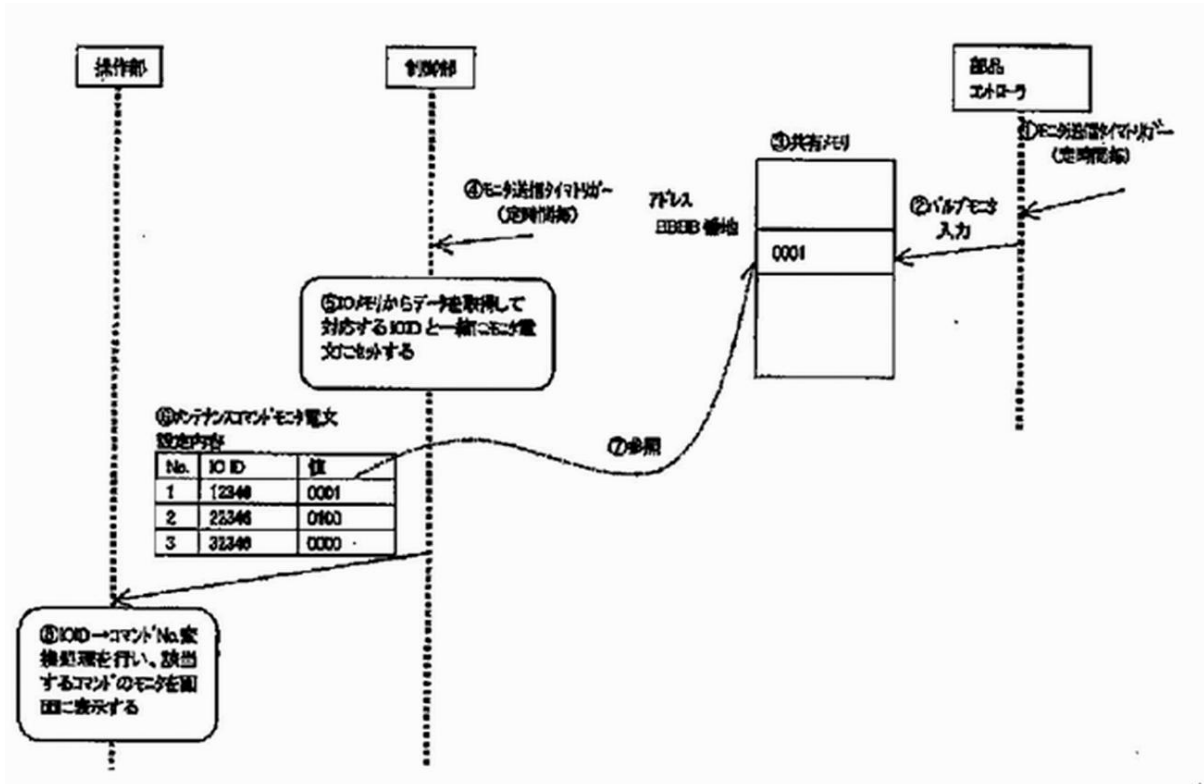 操作部
制御部
部品
コントローラ
①モニタ送信タイマトリガー
(定時間毎)
②バルブモニタ
入力
③共有メモリ
アドレス
BBBB 番地
0001
④モニタ送信タイマトリガー
(定時間毎)
⑤IOメモリからデータを取得して
対応する IOID と一緒にモニタ電
文にセットする
⑥メンテナンスコマンドモニタ電文
設定内容
No. IO ID 値
1 12346 0001
2 22346 0100
3 32346 0000
⑦参照
⑧IOID→コマンドNo.変
換処理を行い、該当
するコマンドのモニタを画
面に表示する